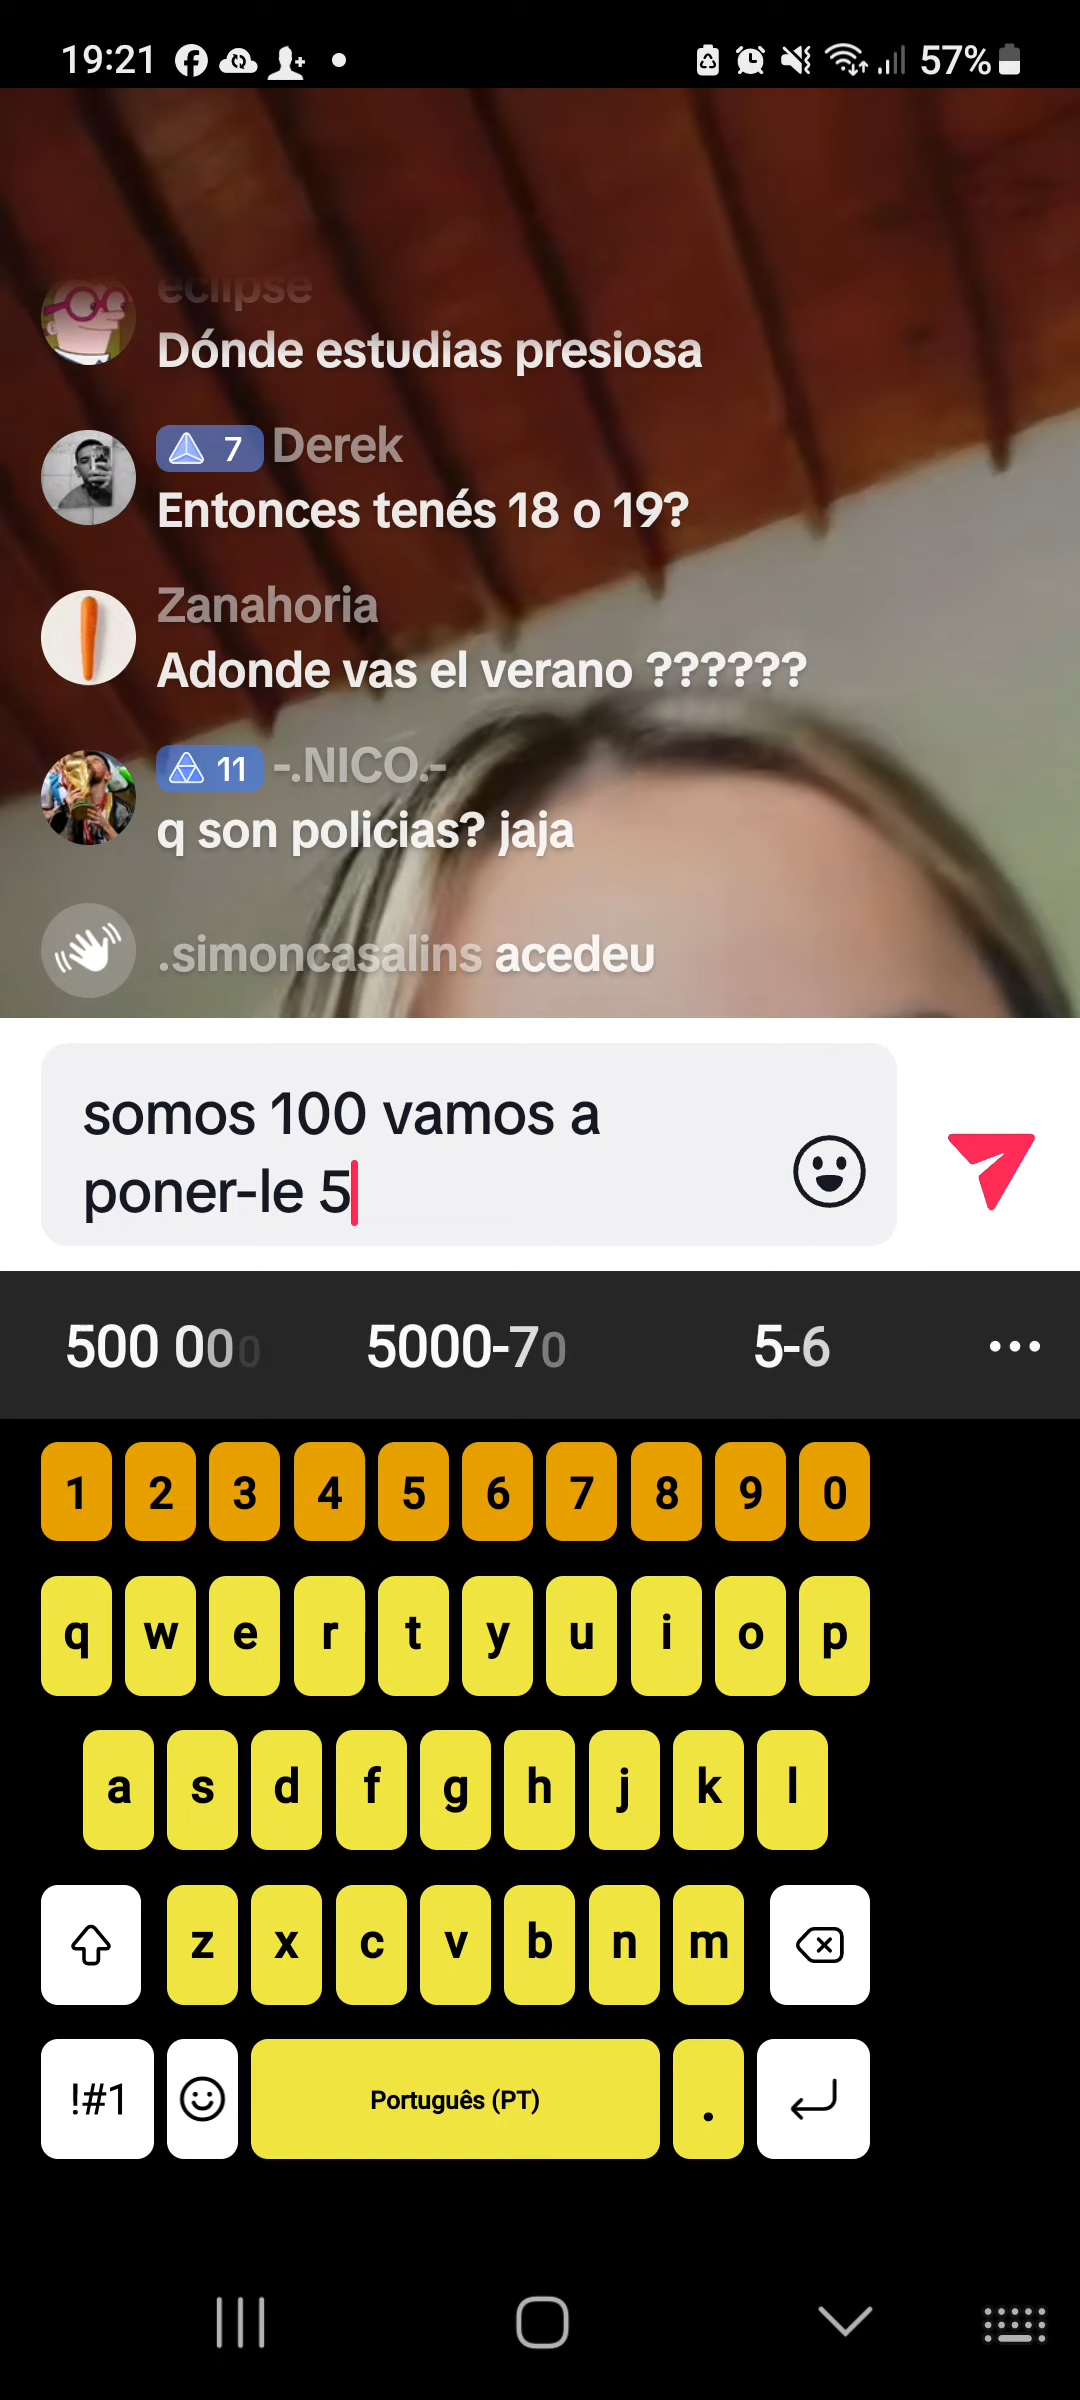 19:21 57%
eclipse
Dónde estudias presiosa
7 Derek
Entonces tenés 18 o 19?
Zanahoria
Adonde vas el verano ??????
11 -.NICO.-
q son policias? jaja
.simoncasalins acedeu
somos 100 vamos a
poner-le 5
500 000 5000-70 5-6
1 2 3 4 5 6 7 8 9 0
q w e r t y u i o p
a s d f g h j k l
z x c v b n m
!#1 Português (PT) .